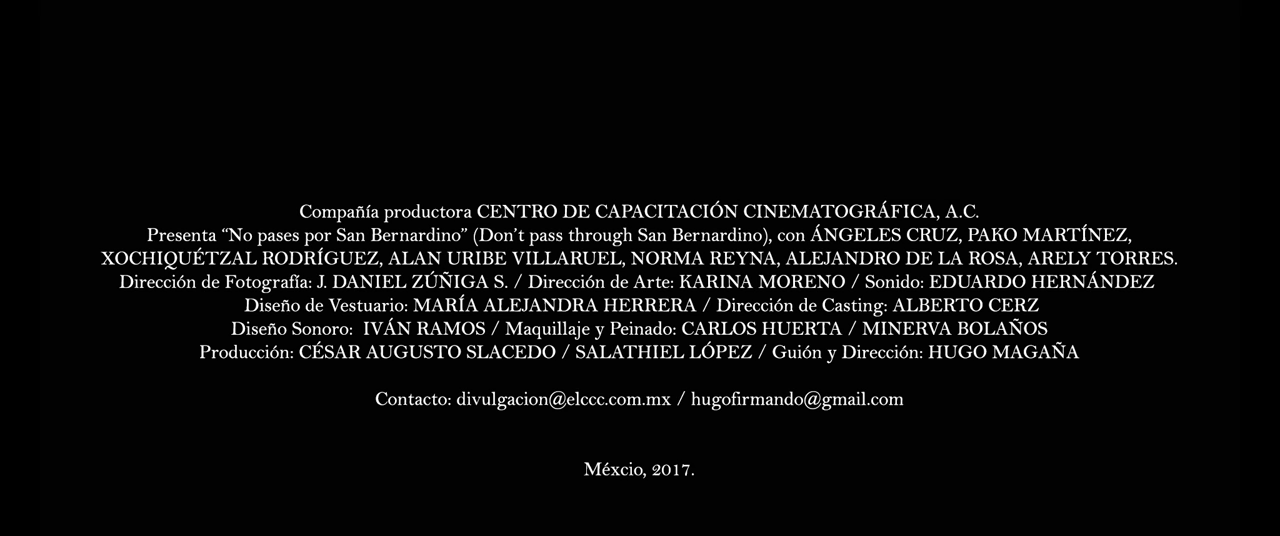 Compañía productora CENTRO DE CAPACITACIÓN CINEMATOGRÁFICA, A.C.
Presenta “No pases por San Bernardino” (Don’t pass through San Bernardino), con ÁNGELES CRUZ, PAKO MARTÍNEZ,
XOCHIQUÉTZAL RODRÍGUEZ, ALAN URIBE VILLARUEL, NORMA REYNA, ALEJANDRO DE LA ROSA, ARELY TORRES.
Dirección de Fotografía: J. DANIEL ZÚÑIGA S. / Dirección de Arte: KARINA MORENO / Sonido: EDUARDO HERNÁNDEZ
Diseño de Vestuario: MARÍA ALEJANDRA HERRERA / Dirección de Casting: ALBERTO CERZ
Diseño Sonoro: IVÁN RAMOS / Maquillaje y Peinado: CARLOS HUERTA / MINERVA BOLAÑOS
Producción: CÉSAR AUGUSTO SLACEDO / SALATHIEL LÓPEZ / Guión y Dirección: HUGO MAGAÑA
Contacto: divulgacion@elccc.com.mx / hugofirmando@gmail.com
Méxcio, 2017.